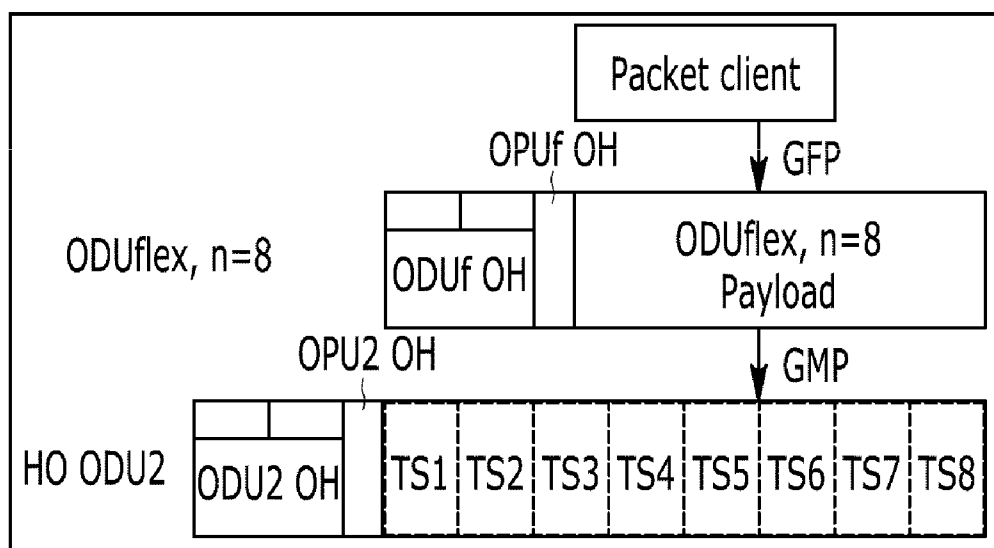 Packet client
OPUf OH
GFP
ODUflex, n=8
ODUf OH
ODUflex, n=8
Payload
OPU2 OH
GMP
HO ODU2
ODU2 OH
TS1 TS2 TS3 TS4 TS5 TS6 TS7 TS8